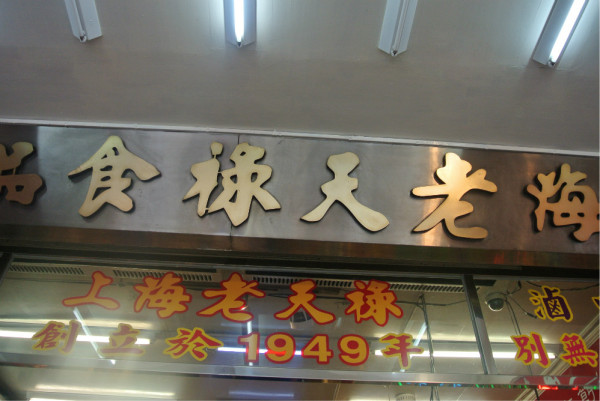 海老天祿食品
上海老天祿
創立於1949年
滷
別無